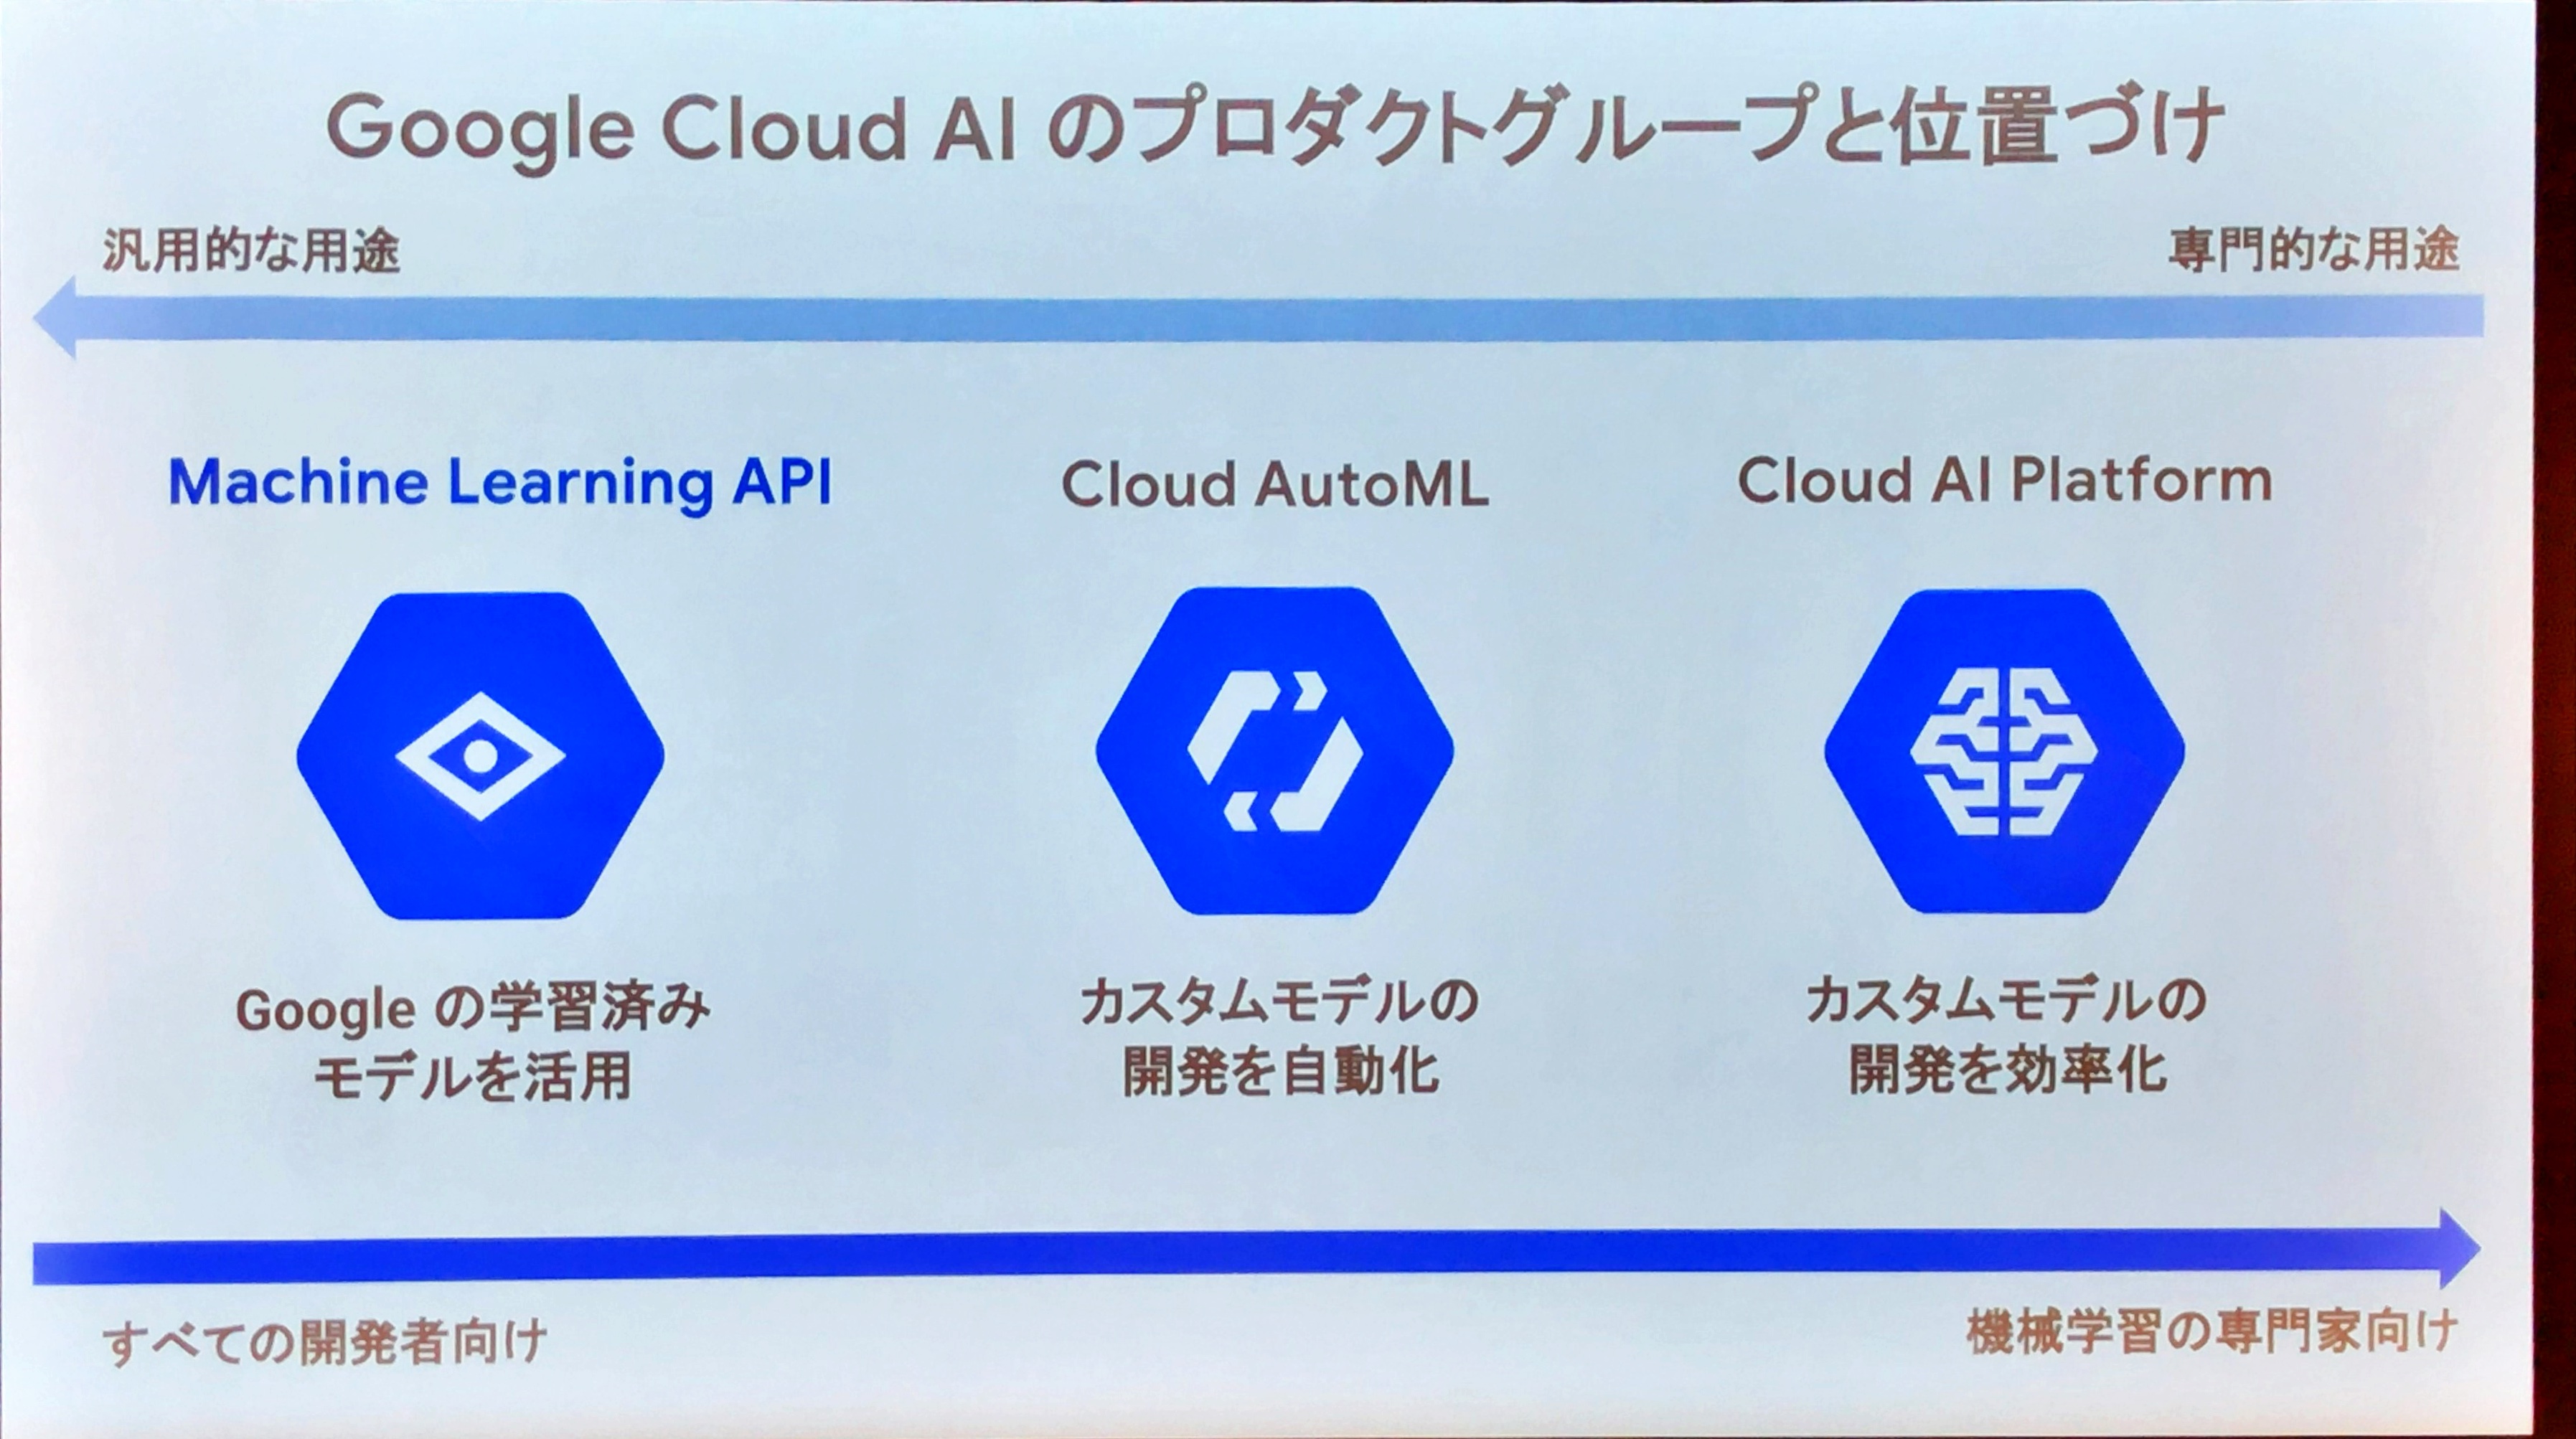 Google Cloud AI のプロダクトグループと位置づけ
汎用的な用途
専門的な用途
Machine Learning API
Cloud AutoML
Cloud AI Platform
Google の学習済み
モデルを活用
カスタムモデルの
開発を自動化
カスタムモデルの
開発を効率化
すべての開発者向け
機械学習の専門家向け